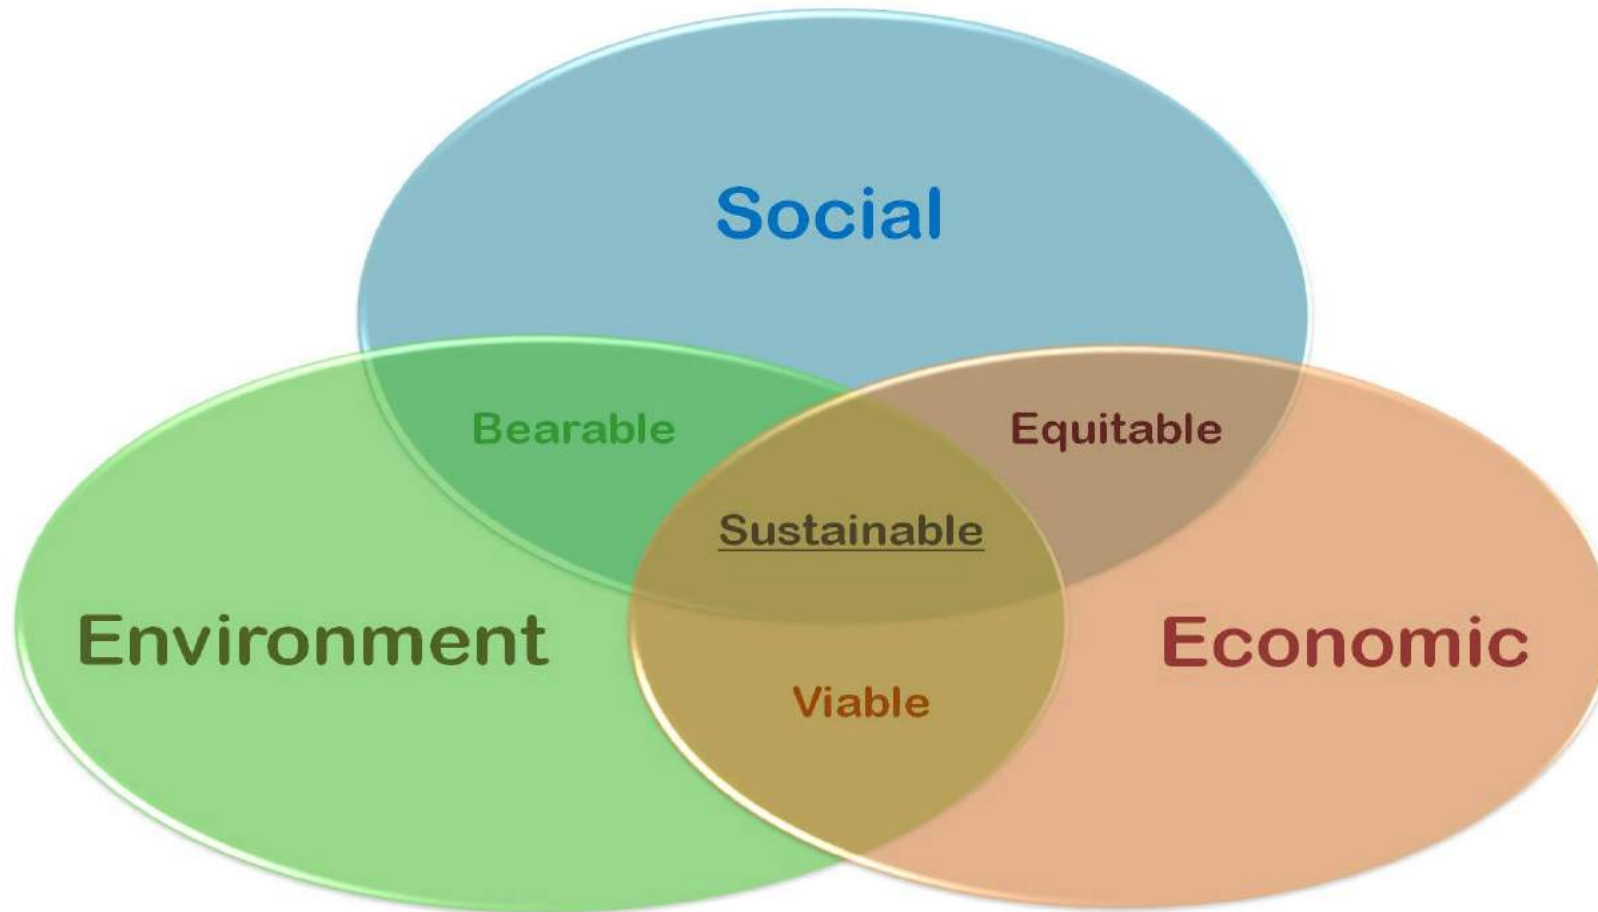 Social
Bearable
Equitable
Sustainable
Environment
Economic
Viable